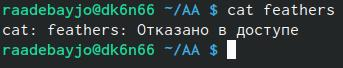 raadebayjo@dk6n66 ~/AA $ cat feathers
cat: feathers: Отказано в доступе
raadebayjo@dk6n66 ~/AA $